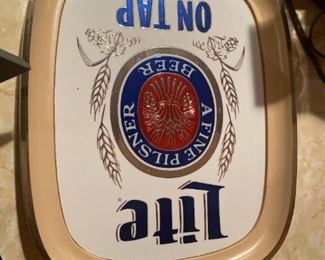 Lite
A FINE PILSNER
BEER
ON TAP